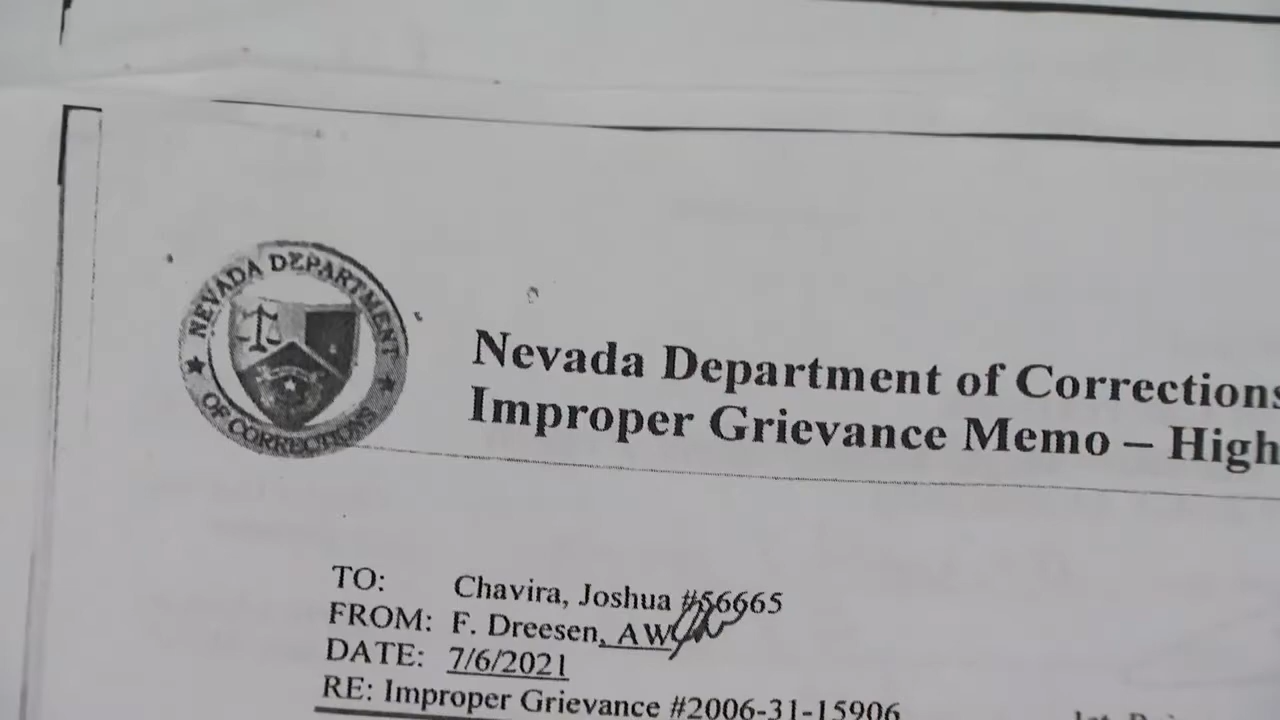 NEVADA DEPARTMENT
OF CORRECTIONS
Nevada Department of Corrections
Improper Grievance Memo – High
TO: Chavira, Joshua #56665
FROM: F. Dreesen, AW
DATE: 7/6/2021
RE: Improper Grievance #2006-31-15906
1st